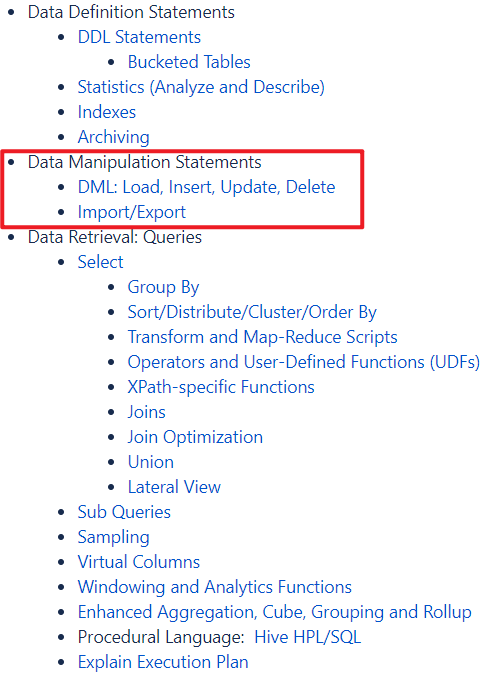 Data Definition Statements
DDL Statements
Bucketed Tables
Statistics (Analyze and Describe)
Indexes
Archiving
Data Manipulation Statements
DML: Load, Insert, Update, Delete
Import/Export
Data Retrieval: Queries
Select
Group By
Sort/Distribute/Cluster/Order By
Transform and Map-Reduce Scripts
Operators and User-Defined Functions (UDFs)
XPath-specific Functions
Joins
Join Optimization
Union
Lateral View
Sub Queries
Sampling
Virtual Columns
Windowing and Analytics Functions
Enhanced Aggregation, Cube, Grouping and Rollup
Procedural Language: Hive HPL/SQL
Explain Execution Plan